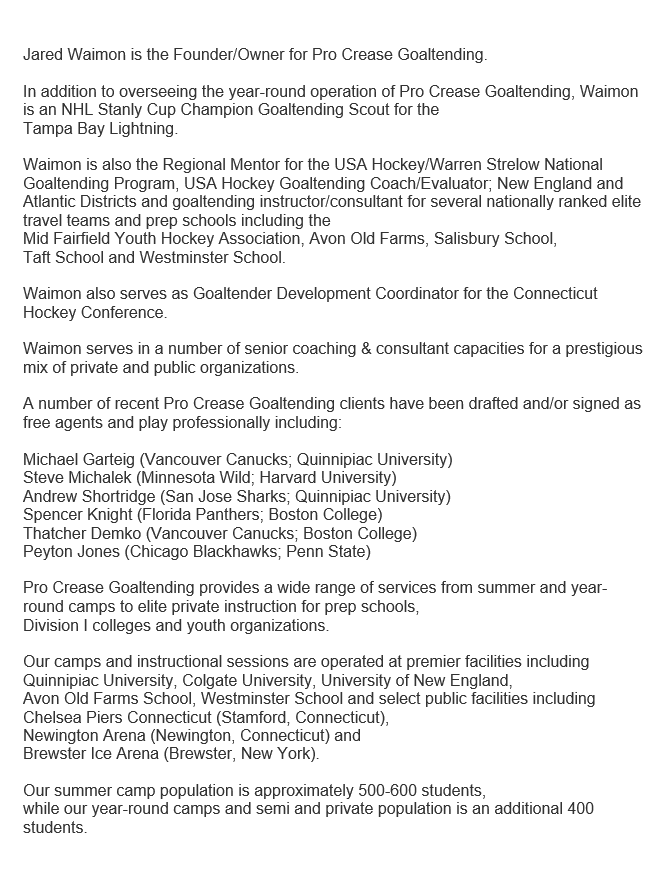 Jared Waimon is the Founder/Owner for Pro Crease Goaltending.
In addition to overseeing the year-round operation of Pro Crease Goaltending, Waimon
is an NHL Stanly Cup Champion Goaltending Scout for the
Tampa Bay Lightning.
Waimon is also the Regional Mentor for the USA Hockey/Warren Strelow National
Goaltending Program, USA Hockey Goaltending Coach/Evaluator; New England and
Atlantic Districts and goaltending instructor/consultant for several nationally ranked elite
travel teams and prep schools including the
Mid Fairfield Youth Hockey Association, Avon Old Farms, Salisbury School,
Taft School and Westminster School.
Waimon also serves as Goaltender Development Coordinator for the Connecticut
Hockey Conference.
Waimon serves in a number of senior coaching & consultant capacities for a prestigious
mix of private and public organizations.
A number of recent Pro Crease Goaltending clients have been drafted and/or signed as
free agents and play professionally including:
Michael Garteig (Vancouver Canucks; Quinnipiac University)
Steve Michalek (Minnesota Wild; Harvard University)
Andrew Shortridge (San Jose Sharks; Quinnipiac University)
Spencer Knight (Florida Panthers; Boston College)
Thatcher Demko (Vancouver Canucks; Boston College)
Peyton Jones (Chicago Blackhawks; Penn State)
Pro Crease Goaltending provides a wide range of services from summer and year-
round camps to elite private instruction for prep schools,
Division I colleges and youth organizations.
Our camps and instructional sessions are operated at premier facilities including
Quinnipiac University, Colgate University, University of New England,
Avon Old Farms School, Westminster School and select public facilities including
Chelsea Piers Connecticut (Stamford, Connecticut),
Newington Arena (Newington, Connecticut) and
Brewster Ice Arena (Brewster, New York).
Our summer camp population is approximately 500-600 students,
while our year-round camps and semi and private population is an additional 400
students.